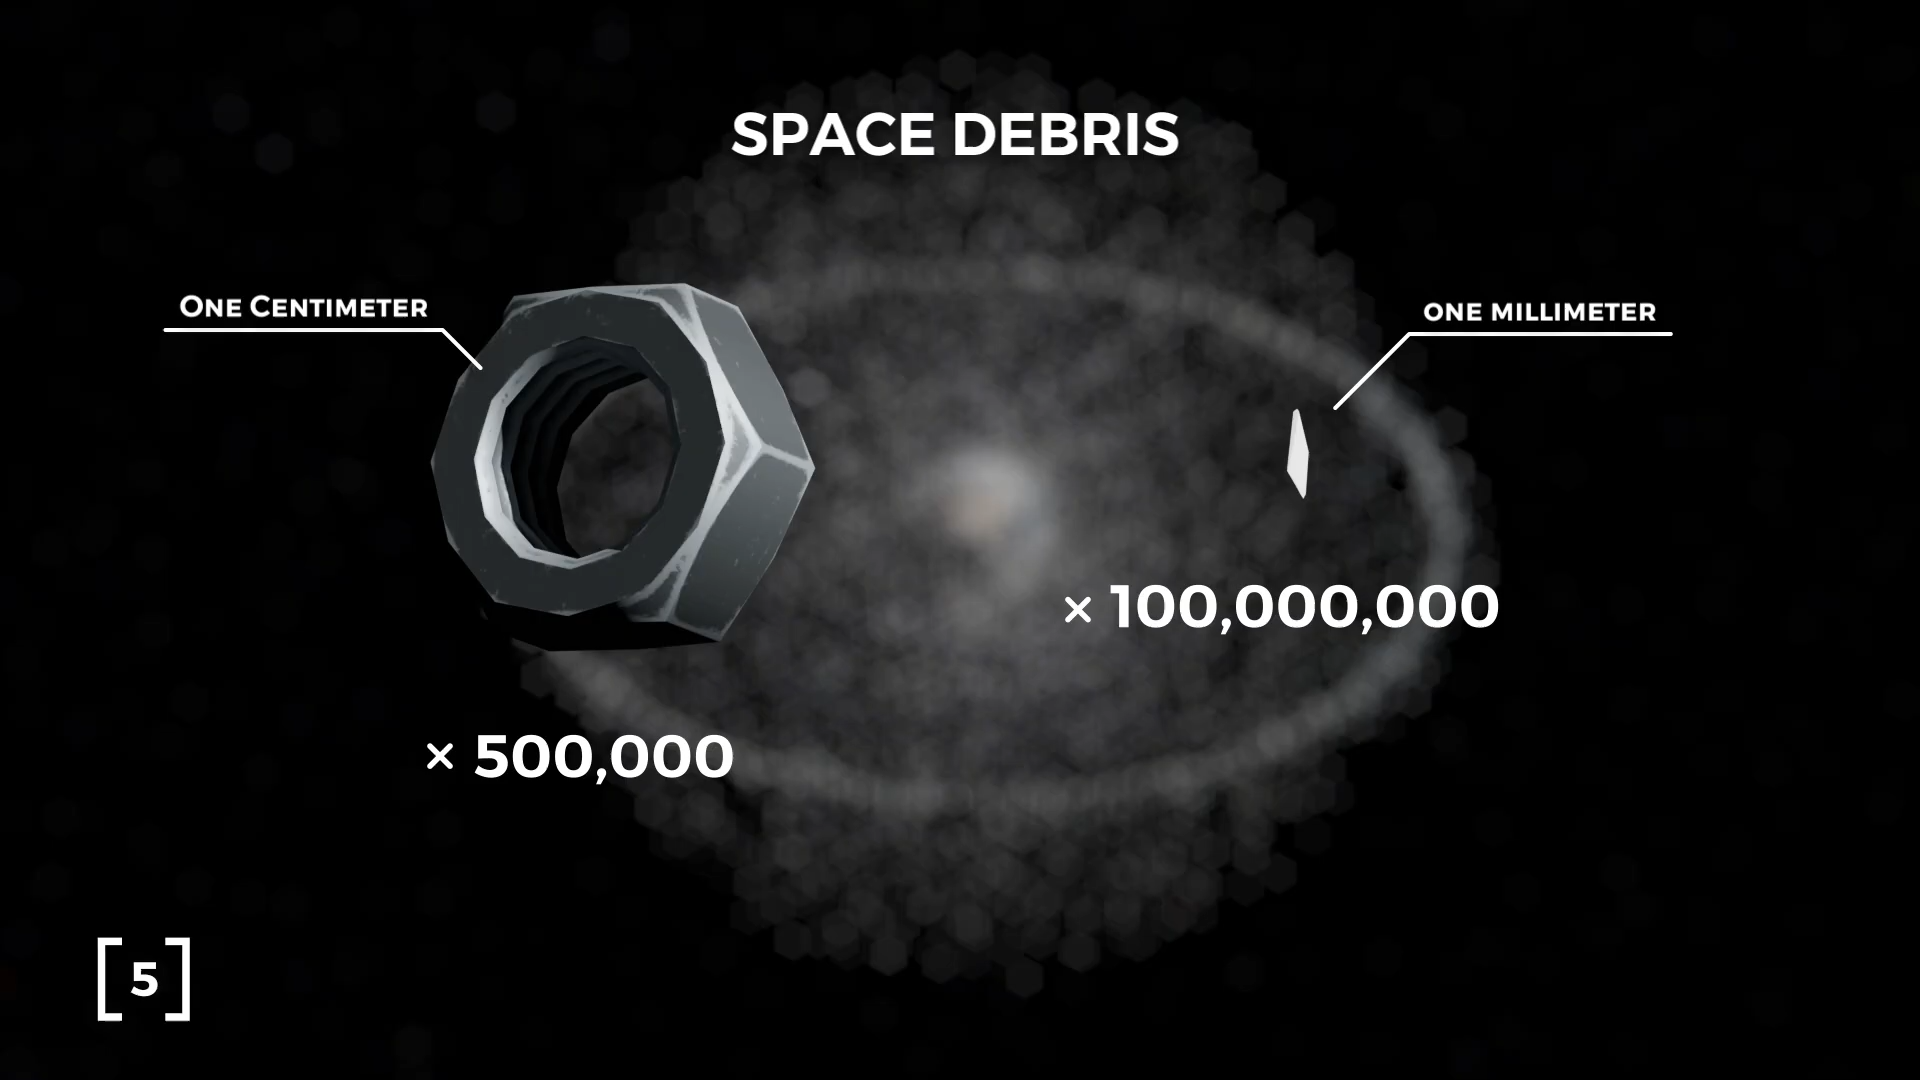 SPACE DEBRIS
One Centimeter
ONE MILLIMETER
× 100,000,000
× 500,000
[5]